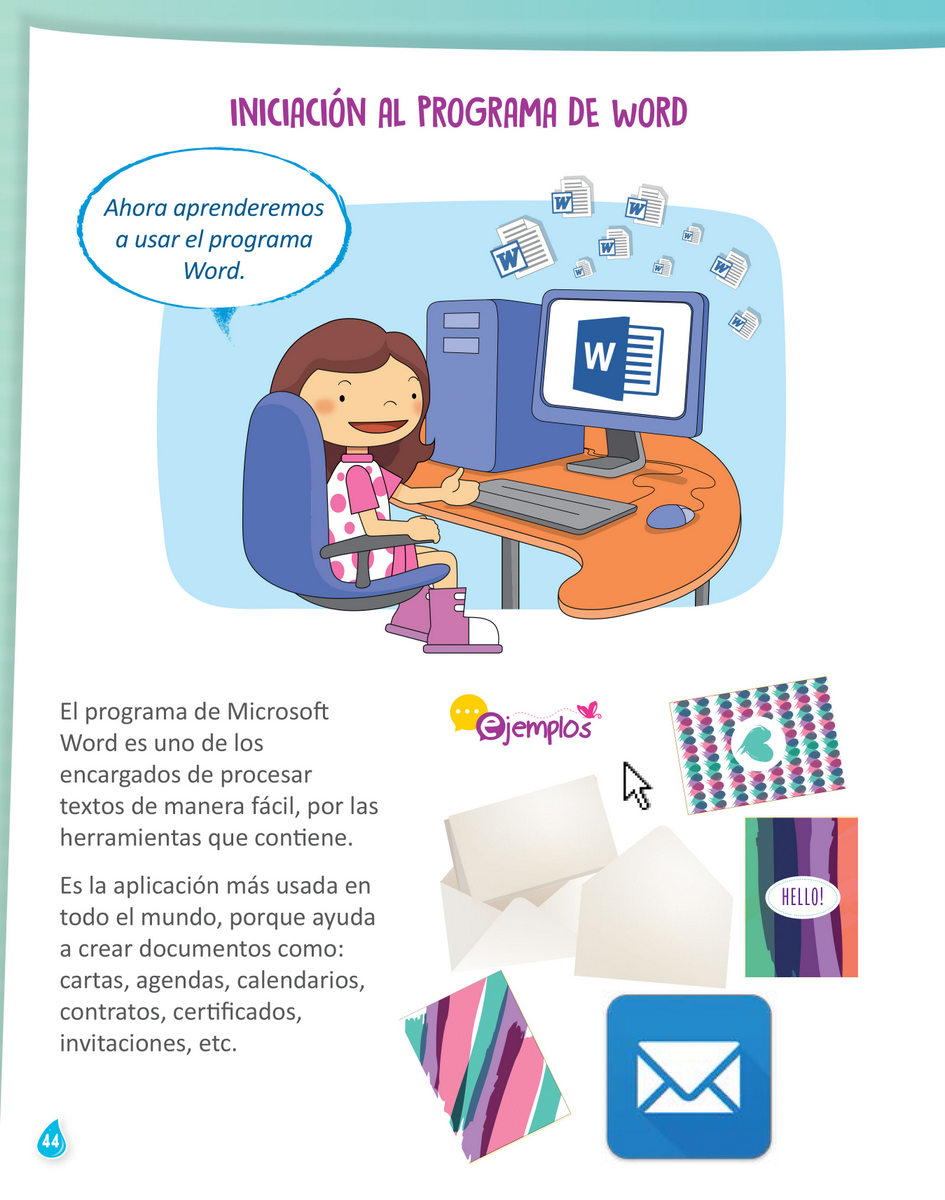 INICIACIÓN AL PROGRAMA DE WORD
Ahora aprenderemos
a usar el programa
Word.
W
W
W
W
W
W
W
W
W
W
El programa de Microsoft
Word es uno de los
encargados de procesar
textos de manera fácil, por las
herramientas que contiene.
Es la aplicación más usada en
todo el mundo, porque ayuda
a crear documentos como:
cartas, agendas, calendarios,
contratos, certificados,
invitaciones, etc.
ejemplos
HELLO!
44